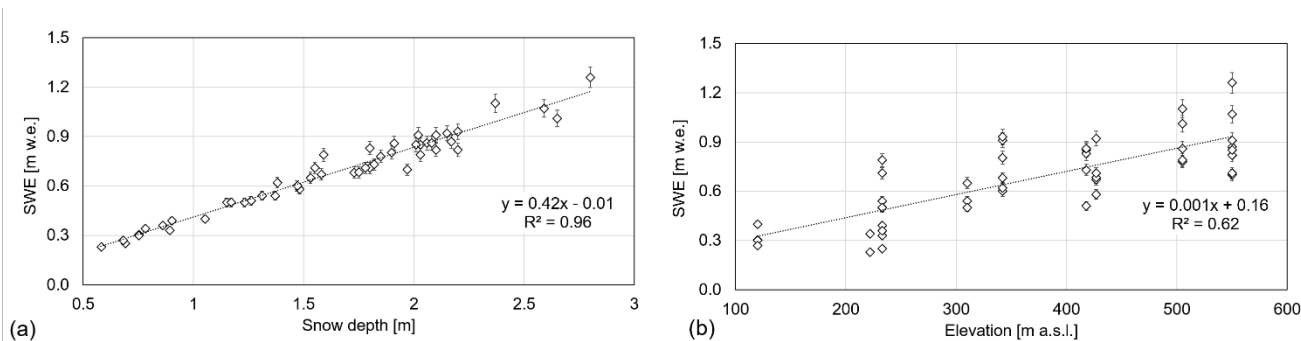 1.5
1.2
0.9
0.6
0.3
0.0
SWE [m w.e.]
y = 0.42x - 0.01
R² = 0.96
0.5 1 1.5 2 2.5 3
Snow depth [m]
(a)
1.5
1.2
0.9
0.6
0.3
0.0
SWE [m w.e.]
y = 0.001x + 0.16
R² = 0.62
100 200 300 400 500 600
Elevation [m a.s.l.]
(b)